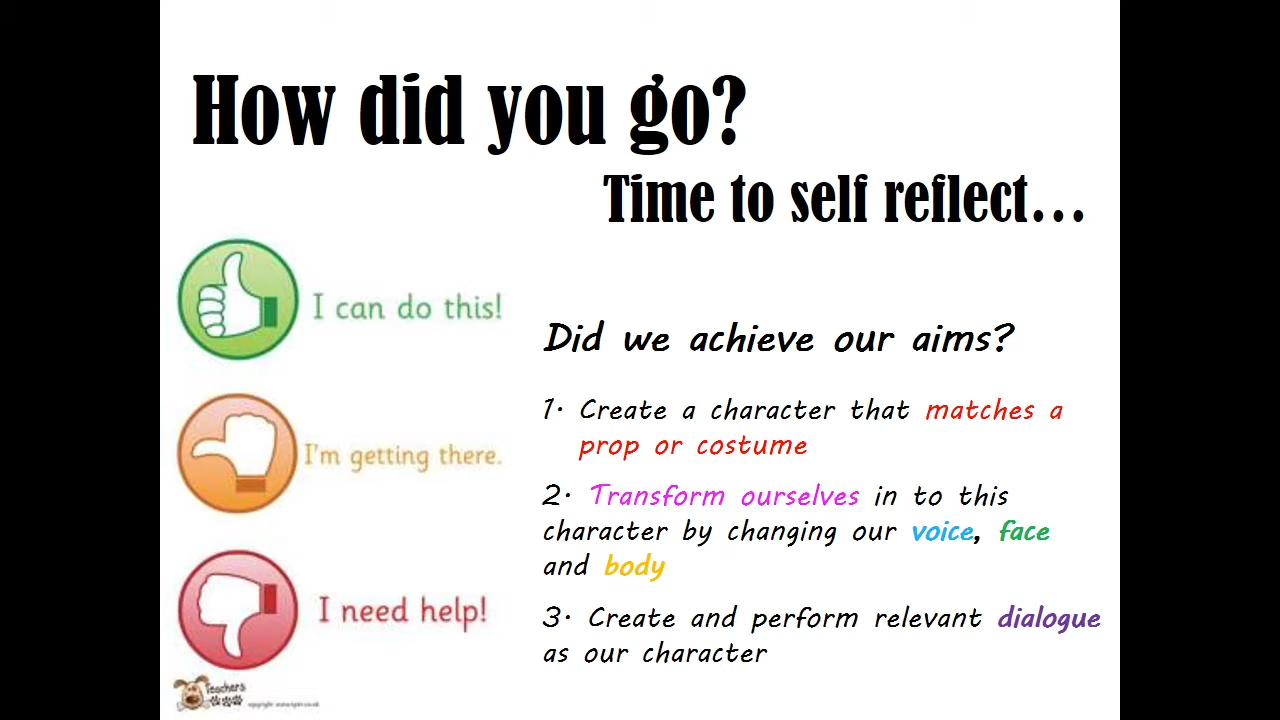 How did you go?
Time to self reflect...
I can do this!
I'm getting there.
I need help!
Did we achieve our aims?
1. Create a character that matches a
prop or costume
2. Transform ourselves in to this
character by changing our voice, face
and body
3. Create and perform relevant dialogue
as our character
Teachers